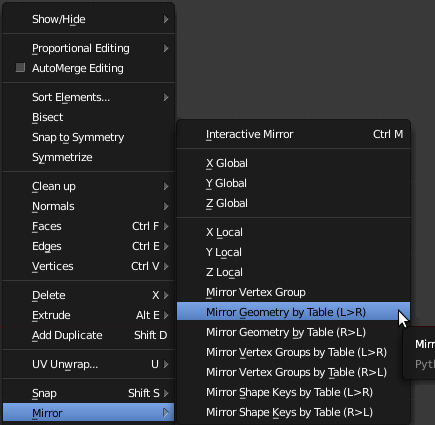 Show/Hide
Proportional Editing
AutoMerge Editing
Sort Elements...
Bisect
Snap to Symmetry
Symmetrize
Clean up
Normals
Faces Ctrl F
Edges Ctrl E
Vertices Ctrl V
Delete X
Extrude Alt E
Add Duplicate Shift D
UV Unwrap... U
Snap Shift S
Mirror
Interactive Mirror Ctrl M
X Global
Y Global
Z Global
X Local
Y Local
Z Local
Mirror Vertex Group
Mirror Geometry by Table (L>R)
Mirror Geometry by Table (R>L)
Mirror Vertex Groups by Table (L>R)
Mirror Vertex Groups by Table (R>L)
Mirror Shape Keys by Table (L>R)
Mirror Shape Keys by Table (R>L)